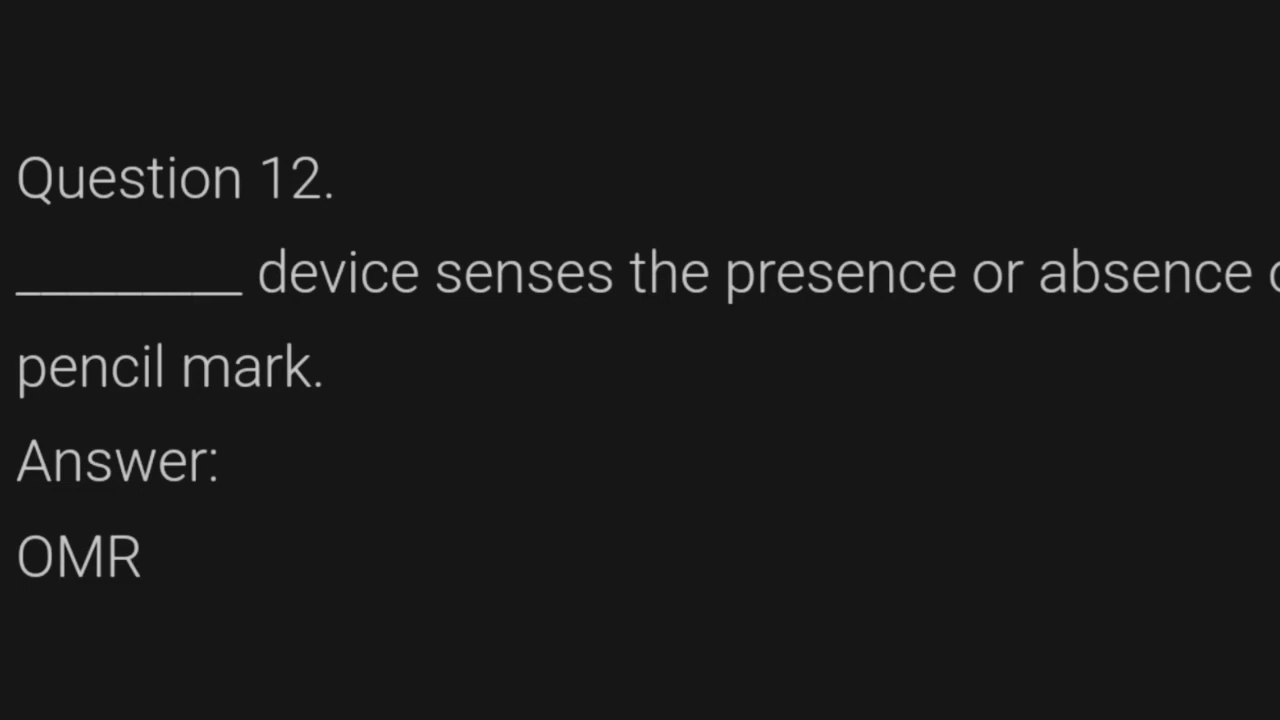 Question 12.
_________ device senses the presence or absence
pencil mark.
Answer:
OMR